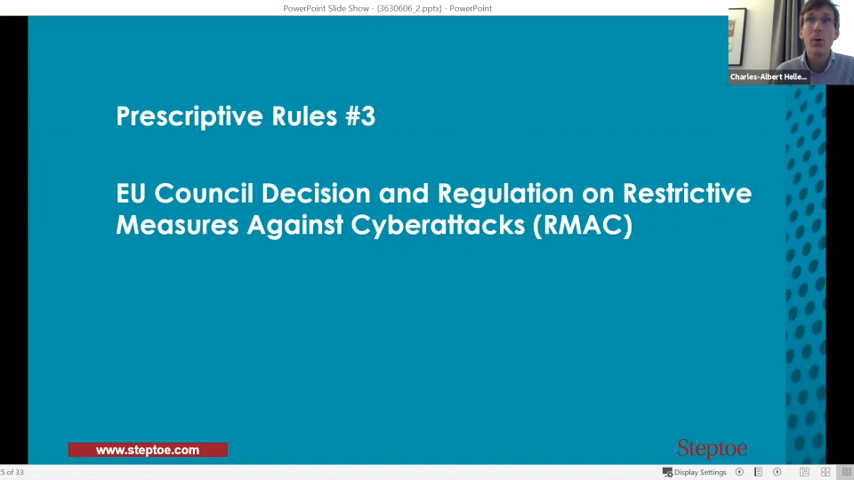 PowerPoint Slide Show - [3630606_2.pptx] - PowerPoint
Charles-Albert Helle...
Prescriptive Rules #3
EU Council Decision and Regulation on Restrictive
Measures Against Cyberattacks (RMAC)
www.steptoe.com
Steptoe
5 of 33
Display Settings